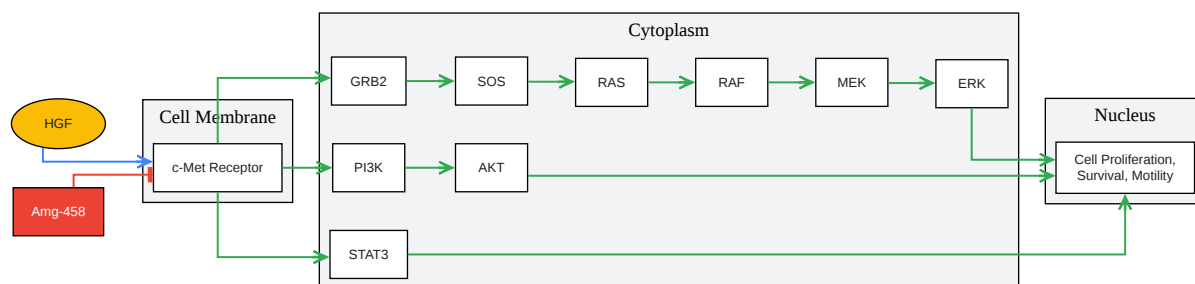 Cytoplasm
GRB2
SOS
RAS
RAF
MEK
ERK
HGF
Cell Membrane
Nucleus
c-Met Receptor
PI3K
AKT
Cell Proliferation,
Survival, Motility
Amg-458
STAT3